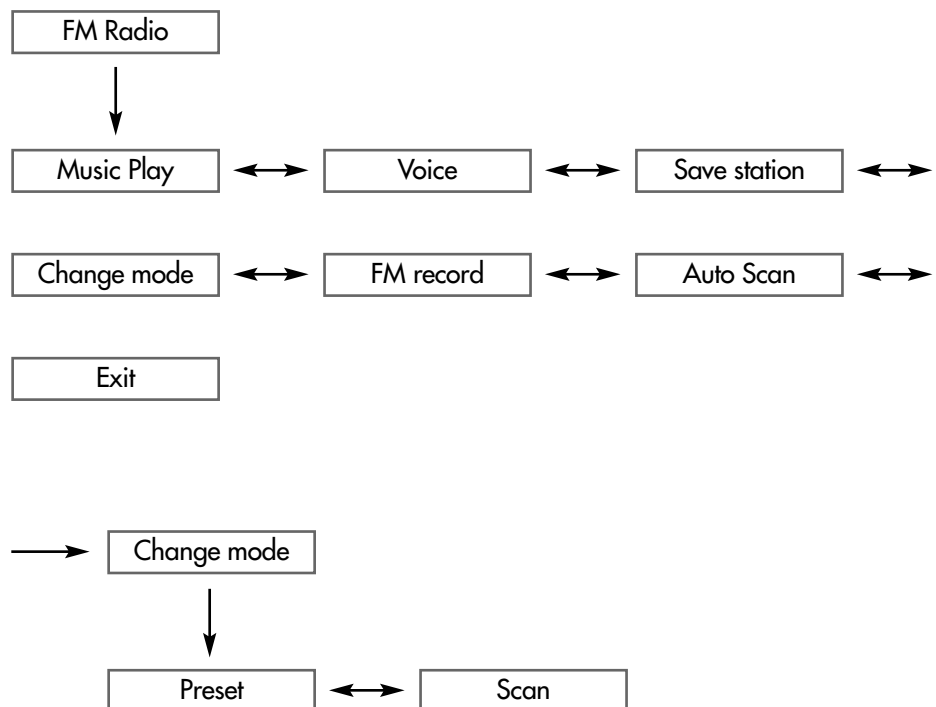 FM Radio
Music Play
Voice
Save station
Change mode
FM record
Auto Scan
Exit
Change mode
Preset
Scan